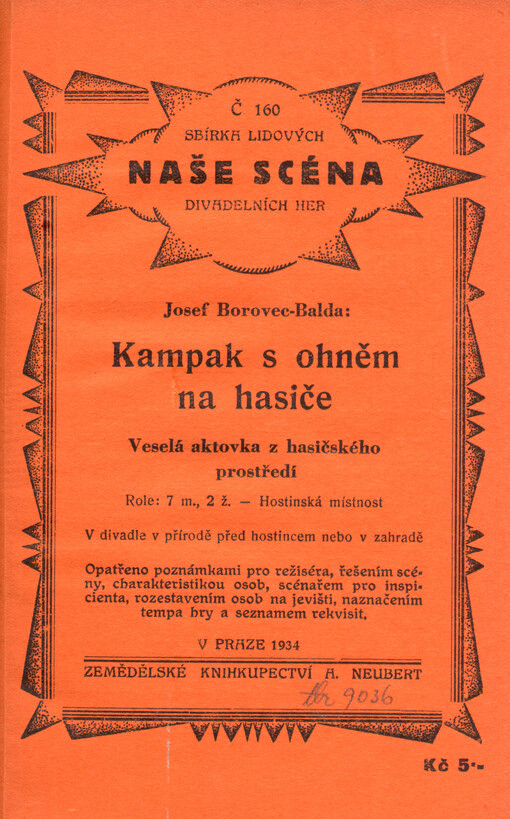 Č 160
SBÍRKA LIDOVÝCH
NAŠE SCÉNA
DIVADELNÍCH HER
Josef Borovec-Balda:
Kampak s ohněm
na hasiče
Veselá aktovka z hasičského
prostředí
Role: 7 m., 2 ž. — Hostinská místnost
V divadle v přírodě před hostincem nebo v zahradě
Opatřeno poznámkami pro režiséra, řešením scé-
ny, charakteristikou osob, scénářem pro inspi-
cienta, rozestavením osob na jevišti, naznačením
tempa hry a seznamem rekvisit.
V PRAZE 1934
ZEMĚDĚLSKÉ KNIHKUPECTVÍ A. NEUBERT
9036
Kč 5·-